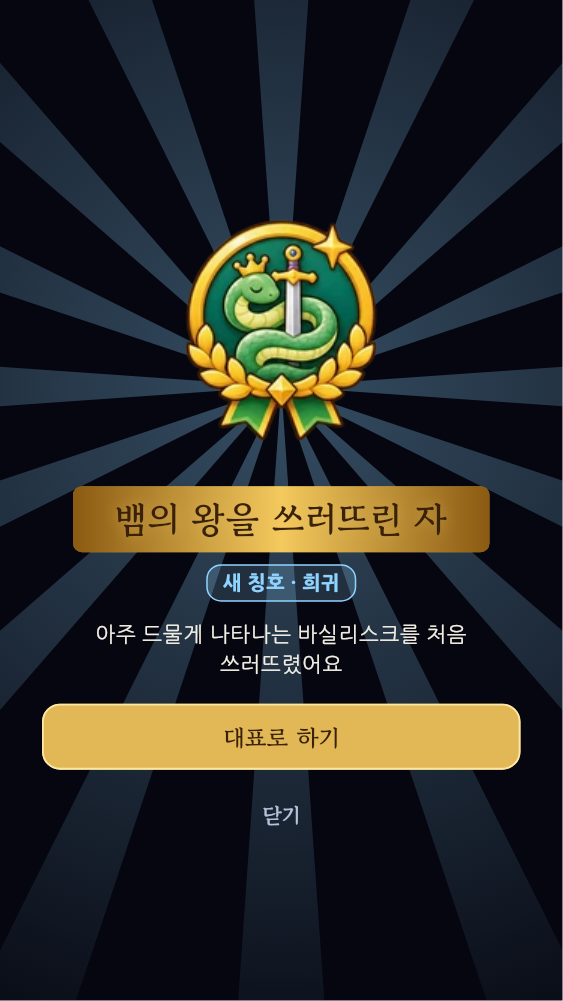 뱀의 왕을 쓰러뜨린 자
새 칭호 · 희귀
아주 드물게 나타나는 바실리스크를 처음
쓰러뜨렸어요
대표로 하기
닫기